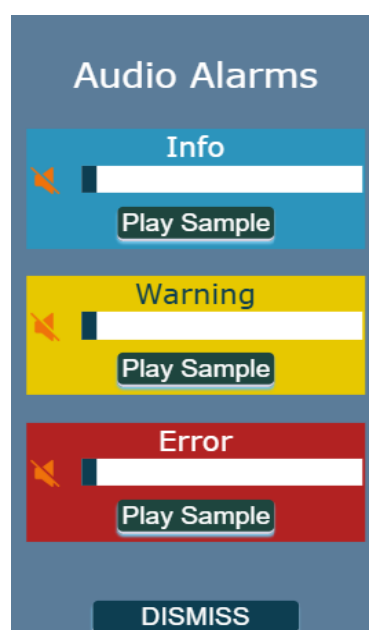 Audio Alarms
Info
Play Sample
Warning
Play Sample
Error
Play Sample
DISMISS